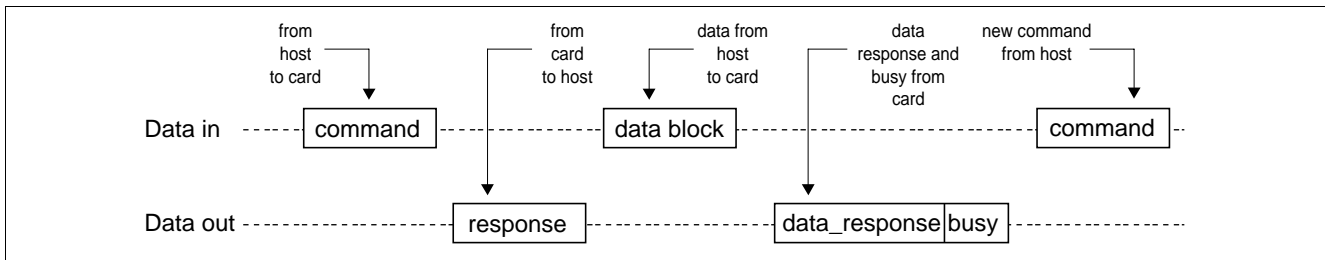 from
host
to card
from
card
to host
data from
host
to card
data
response and
busy from
card
new command
from host
Data in
command
data block
command
Data out
response
data_response
busy